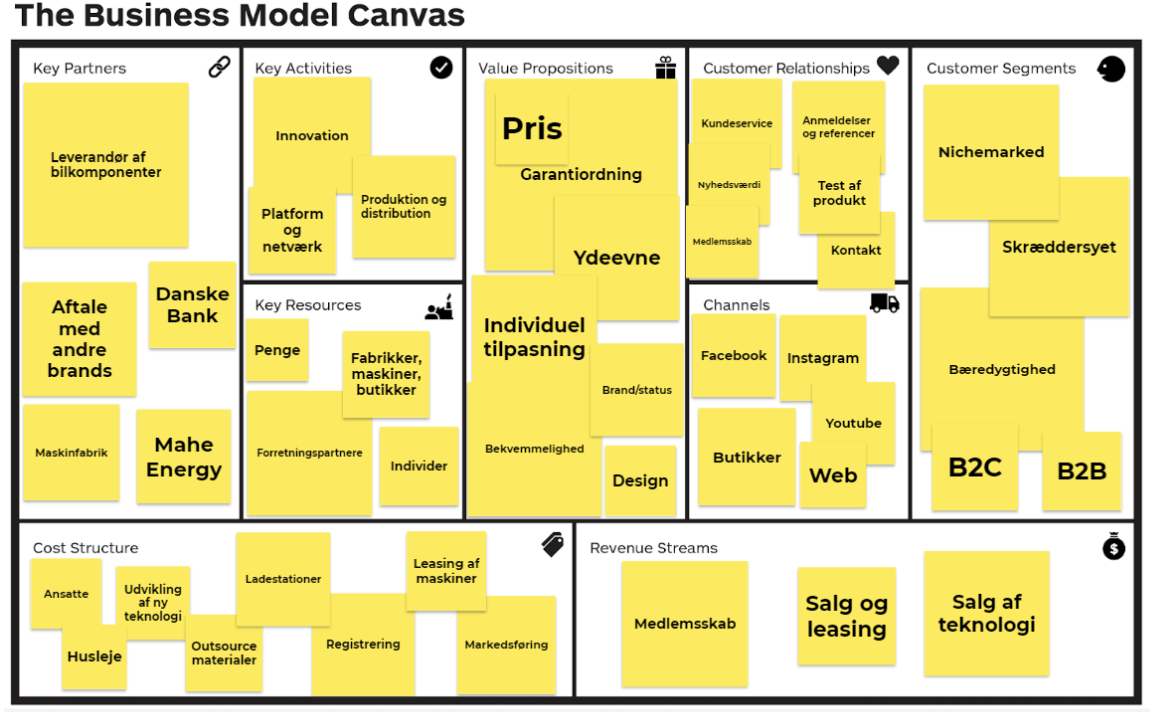 The Business Model Canvas
Key Partners
Leverandør af
bilkomponenter
Aftale
med
andre
brands
Danske
Bank
Maskinfabrik
Mahe
Energy
Key Activities
Innovation
Platform
og
netværk
Produktion og
distribution
Key Resources
Penge
Fabrikker,
maskiner,
butikker
Forretningspartnere
Individer
Value Propositions
Pris
Garantiordning
Ydeevne
Individuel
tilpasning
Brand/status
Bekvemmelighed
Design
Customer Relationships
Kundeservice
Anmeldelser
og referencer
Nyhedsværdi
Test af
produkt
Medlemsskab
Kontakt
Channels
Facebook
Instagram
Youtube
Butikker
Web
Customer Segments
Nichemarked
Skræddersyet
Bæredygtighed
B2C
B2B
Cost Structure
Ansatte
Udvikling
af ny
teknologi
Husleje
Ladestationer
Outsource
materialer
Registrering
Leasing af
maskiner
Markedsføring
Revenue Streams
$
Medlemsskab
Salg og
leasing
Salg af
teknologi